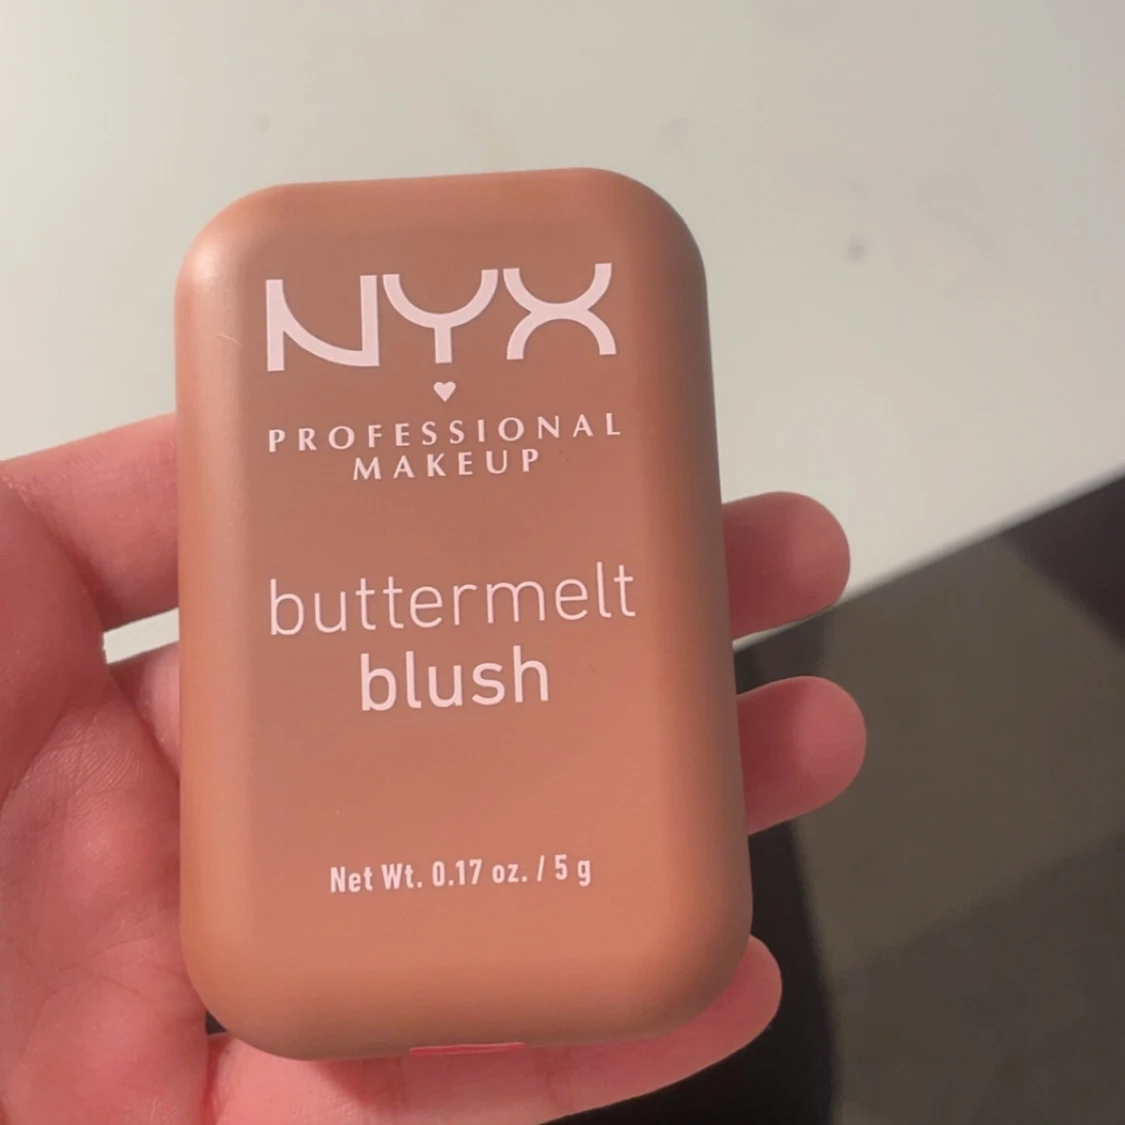 NYX
PROFESSIONAL
MAKEUP
buttermelt
blush
Net Wt. 0.17 oz. / 5 g